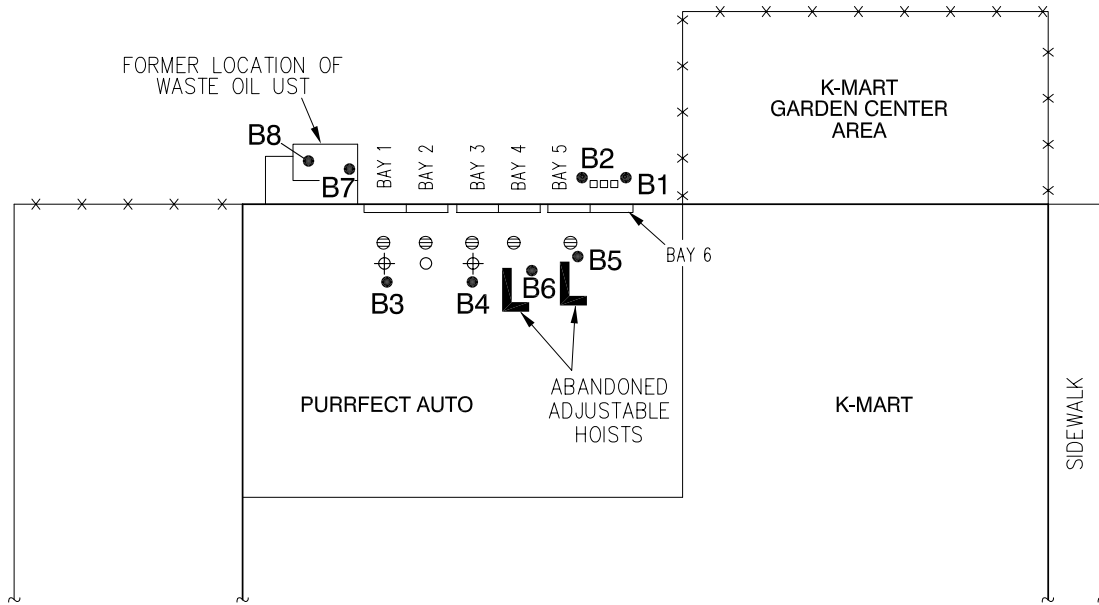 FORMER LOCATION OF
WASTE OIL UST
K-MART
GARDEN CENTER
AREA
B8
B7
BAY 1
BAY 2
BAY 3
BAY 4
BAY 5
B2
B1
BAY 6
B5
B3
B4
B6
ABANDONED
ADJUSTABLE
HOISTS
PURRFECT AUTO
K-MART
SIDEWALK